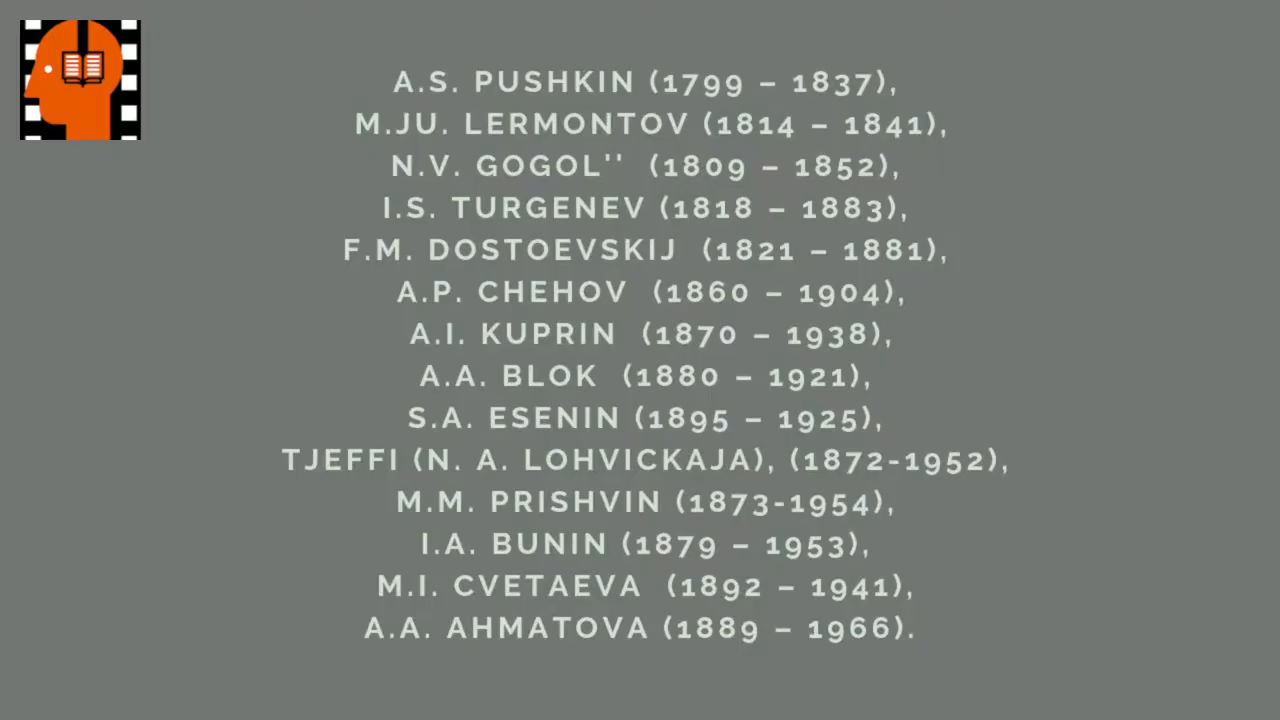 A.S. PUSHKIN (1799 – 1837),
M.JU. LERMONTOV (1814 – 1841),
N.V. GOGOL'' (1809 – 1852),
I.S. TURGENEV (1818 – 1883),
F.M. DOSTOEVSKIJ (1821 – 1881),
A.P. CHEHOV (1860 – 1904),
A.I. KUPRIN (1870 – 1938),
A.A. BLOK (1880 – 1921),
S.A. ESENIN (1895 – 1925),
TJEFFI (N. A. LOHVICKAJA), (1872-1952),
M.M. PRISHVIN (1873-1954),
I.A. BUNIN (1879 – 1953),
M.I. CVETAEVA (1892 – 1941),
A.A. AHMATOVA (1889 – 1966).